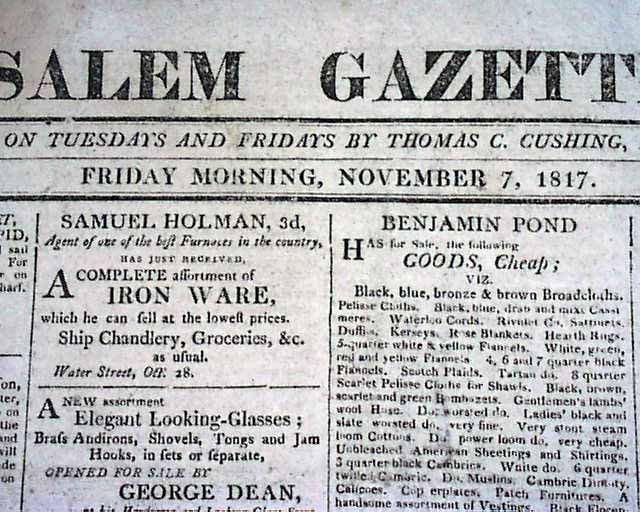 SALEM GAZETT
ON TUESDAYS AND FRIDAYS BY THOMAS C. CUSHING,
FRIDAY MORNING, NOVEMBER 7, 1817.
SAMUEL HOLMAN, 3d,
Agent of one of the beſt Furnaces in the country,
HAS JUST RECEIVED,
A COMPLETE aſſortment of
IRON WARE,
which he can ſell at the loweſt prices.
Ship Chandlery, Groceries, &c.
as uſual.
Water Street, Oct. 28.
A NEW assortment
Elegant Looking-Glasses;
Braſs Andirons, Shovels, Tongs and Jam
Hooks, in ſets or ſeparate,
OPENED FOR SALE BY
GEORGE DEAN,
BENJAMIN POND
HAS for Sale, the following
GOODS, Cheap;
VIZ.
Black, blue, bronze & brown Broadcloths.
Pelisse Cloths. Black, blue, drab and mixt Cassi
meres. Waterloo Cords. Rivulet Co. Sattinets.
Duffils, Kerseys, Rose Blankets. Hearth Rugs.
5-quarter white & yellow Flannels. White, green,
red and yellow Flannels 4, 6 and 7 quarter black
Flannels. Scotch Plaids. Tartan do. 8 quarter
Scarlet Pelisse Cloths for Shawls. Black, brown,
scarlet and green Bombazets. Gentlemen's lambs'
wool Hose. Do. worsted do. Ladies' black and
slate worsted do. very fine. Very stout steam
loom Cottons. Do. power loom do. very cheap.
Unbleached American Sheetings and Shirtings.
3 quarter black Cambrics. White do. 6 quarter
twilled Cambric. Do. Muslins. Cambric Dimity.
Calicoes. Copperplates. Patch Furnitures. A
handsome assortment of Vestings.